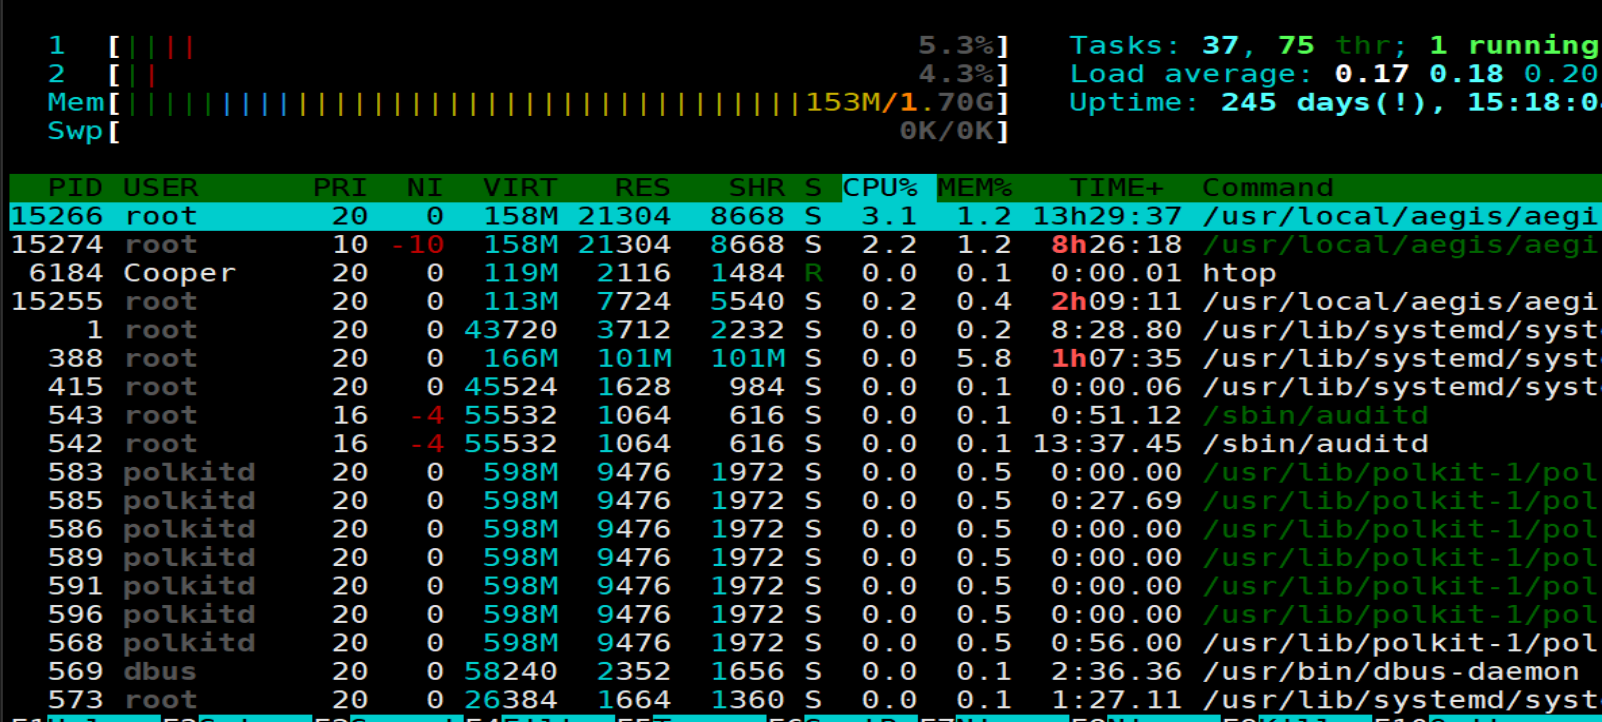 1 [|||| 5.3%] Tasks: 37, 75 thr; 1 running
2 [|| 4.3%] Load average: 0.17 0.18 0.20
Mem[||||||||||||||||||||||||||||||||||||153M/1.70G] Uptime: 245 days(!), 15:18:04
Swp[ 0K/0K]
PID USER PRI NI VIRT RES SHR S CPU% MEM% TIME+ Command
15266 root 20 0 158M 21304 8668 S 3.1 1.2 13h29:37 /usr/local/aegis/aegi
15274 root 10 -10 158M 21304 8668 S 2.2 1.2 8h26:18 /usr/local/aegis/aegi
6184 Cooper 20 0 119M 2116 1484 R 0.0 0.1 0:00.01 htop
15255 root 20 0 113M 7724 5540 S 0.2 0.4 2h09:11 /usr/local/aegis/aegi
1 root 20 0 43720 3712 2232 S 0.0 0.2 8:28.80 /usr/lib/systemd/syst
388 root 20 0 166M 101M 101M S 0.0 5.8 1h07:35 /usr/lib/systemd/syst
415 root 20 0 45524 1628 984 S 0.0 0.1 0:00.06 /usr/lib/systemd/syst
543 root 16 -4 55532 1064 616 S 0.0 0.1 0:51.12 /sbin/auditd
542 root 16 -4 55532 1064 616 S 0.0 0.1 13:37.45 /sbin/auditd
583 polkitd 20 0 598M 9476 1972 S 0.0 0.5 0:00.00 /usr/lib/polkit-1/pol
585 polkitd 20 0 598M 9476 1972 S 0.0 0.5 0:27.69 /usr/lib/polkit-1/pol
586 polkitd 20 0 598M 9476 1972 S 0.0 0.5 0:00.00 /usr/lib/polkit-1/pol
589 polkitd 20 0 598M 9476 1972 S 0.0 0.5 0:00.00 /usr/lib/polkit-1/pol
591 polkitd 20 0 598M 9476 1972 S 0.0 0.5 0:00.00 /usr/lib/polkit-1/pol
596 polkitd 20 0 598M 9476 1972 S 0.0 0.5 0:00.00 /usr/lib/polkit-1/pol
568 polkitd 20 0 598M 9476 1972 S 0.0 0.5 0:56.00 /usr/lib/polkit-1/pol
569 dbus 20 0 58240 2352 1656 S 0.0 0.1 2:36.36 /usr/bin/dbus-daemon
573 root 20 0 26384 1664 1360 S 0.0 0.1 1:27.11 /usr/lib/systemd/syst